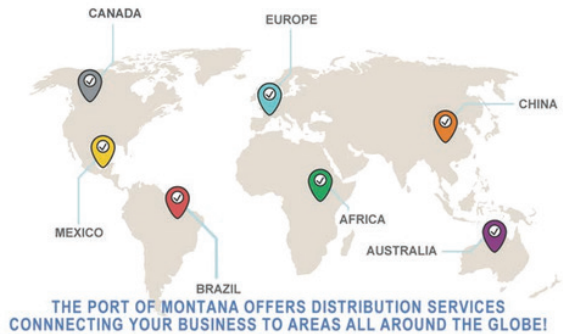 CANADA
EUROPE
CHINA
MEXICO
AFRICA
AUSTRALIA
BRAZIL
THE PORT OF MONTANA OFFERS DISTRIBUTION SERVICES
CONNNECTING YOUR BUSINESS TO AREAS ALL AROUND THE GLOBE!